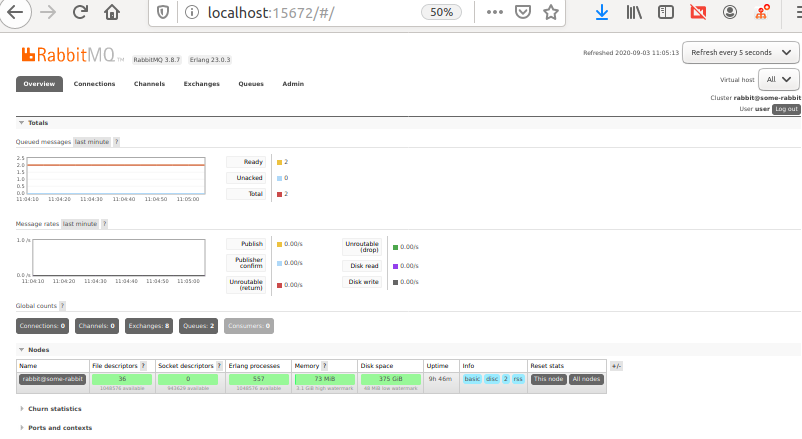 localhost:15672/#/ 50%
RabbitMQ TM RabbitMQ 3.8.7 Erlang 23.0.3
Refreshed 2020-09-03 11:05:13 Refresh every 5 seconds
Virtual host All
Cluster rabbit@some-rabbit
User user Log out
Overview Connections Channels Exchanges Queues Admin
Totals
Queued messages last minute ?
2.5
2.0
1.5
1.0
0.5
0.0
11:04:10 11:04:20 11:04:30 11:04:40 11:04:50 11:05:00
Ready 2
Unacked 0
Total 2
Message rates last minute ?
1.0 /s
0.0 /s
11:04:10 11:04:20 11:04:30 11:04:40 11:04:50 11:05:00
Publish 0.00/s
Publisher confirm 0.00/s
Unroutable (return) 0.00/s
Unroutable (drop) 0.00/s
Disk read 0.00/s
Disk write 0.00/s
Global counts ?
Connections: 0 Channels: 0 Exchanges: 8 Queues: 2 Consumers: 0
Nodes
Name File descriptors ? Socket descriptors ? Erlang processes Memory ? Disk space Uptime Info Reset stats +/-
rabbit@some-rabbit 36 0 557 73 MiB 375 GiB 9h 46m basic disc 2 rss This node All nodes
1048576 available 943629 available 1048576 available 3.1 GiB high watermark 48 MiB low watermark
Churn statistics
Ports and contexts